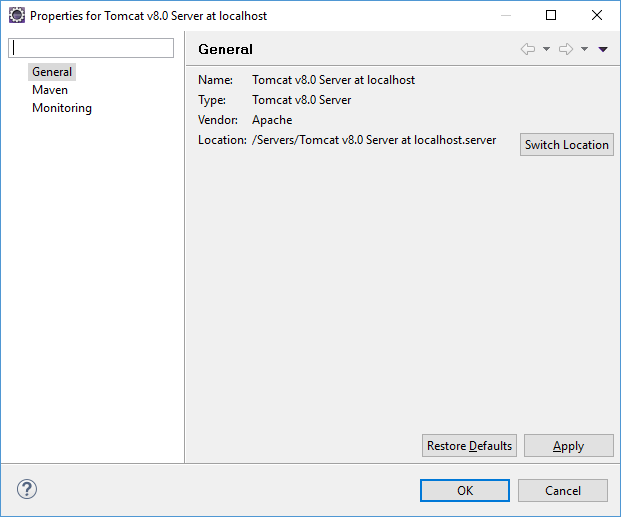 Properties for Tomcat v8.0 Server at localhost
General
Maven
Monitoring
General
Name: Tomcat v8.0 Server at localhost
Type: Tomcat v8.0 Server
Vendor: Apache
Location: /Servers/Tomcat v8.0 Server at localhost.server
Switch Location
Restore Defaults Apply
? OK Cancel